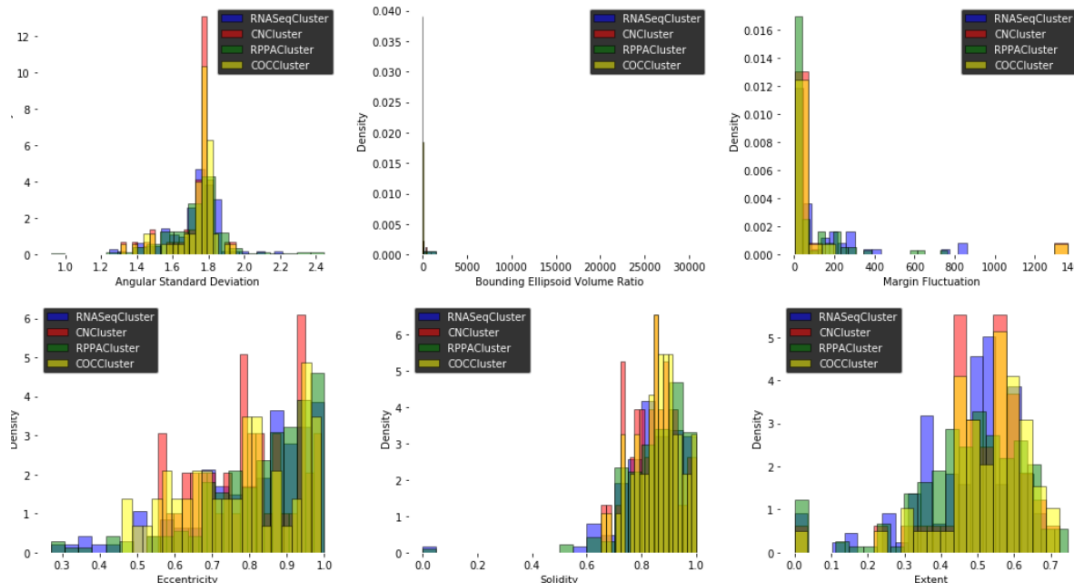 12
10
8
6
4
2
0
1.0 1.2 1.4 1.6 1.8 2.0 2.2 2.4
Angular Standard Deviation
RNASeqCluster
CNCluster
RPPACluster
COCCluster
0.040
0.035
0.030
0.025
0.020
0.015
0.010
0.005
0.000
Density
0 5000 10000 15000 20000 25000 30000
Bounding Ellipsoid Volume Ratio
RNASeqCluster
CNCluster
RPPACluster
COCCluster
0.016
0.014
0.012
0.010
0.008
0.006
0.004
0.002
0.000
Density
0 200 400 600 800 1000 1200
Margin Fluctuation
RNASeqCluster
CNCluster
RPPACluster
COCCluster
6
5
4
3
2
1
0
Density
0.3 0.4 0.5 0.6 0.7 0.8 0.9 1.0
Eccentricity
RNASeqCluster
CNCluster
RPPACluster
COCCluster
6
5
4
3
2
1
0
Density
0.0 0.2 0.4 0.6 0.8 1.0
Solidity
RNASeqCluster
CNCluster
RPPACluster
COCCluster
5
4
3
2
1
0
Density
0.0 0.1 0.2 0.3 0.4 0.5 0.6 0.7
Extent
RNASeqCluster
CNCluster
RPPACluster
COCCluster